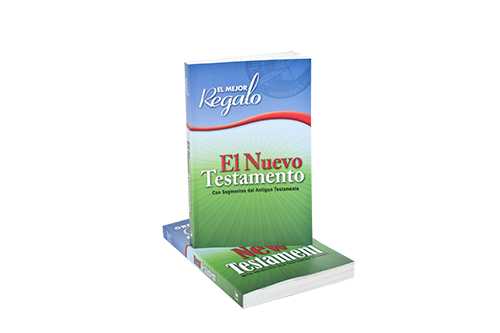 EL MEJOR
Regalo
El Nuevo
Testamento
Con Segmentos del Antiguo Testamento
New
Testament